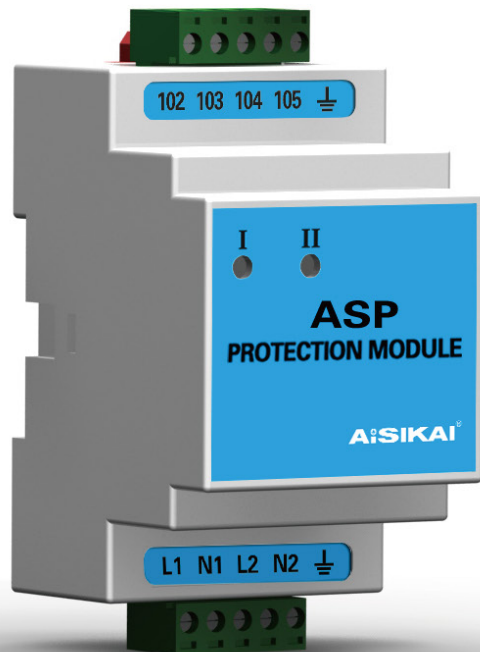 102 103 104 105 ⏚
I II
ASP
PROTECTION MODULE
AiSIKAI®
L1 N1 L2 N2 ⏚